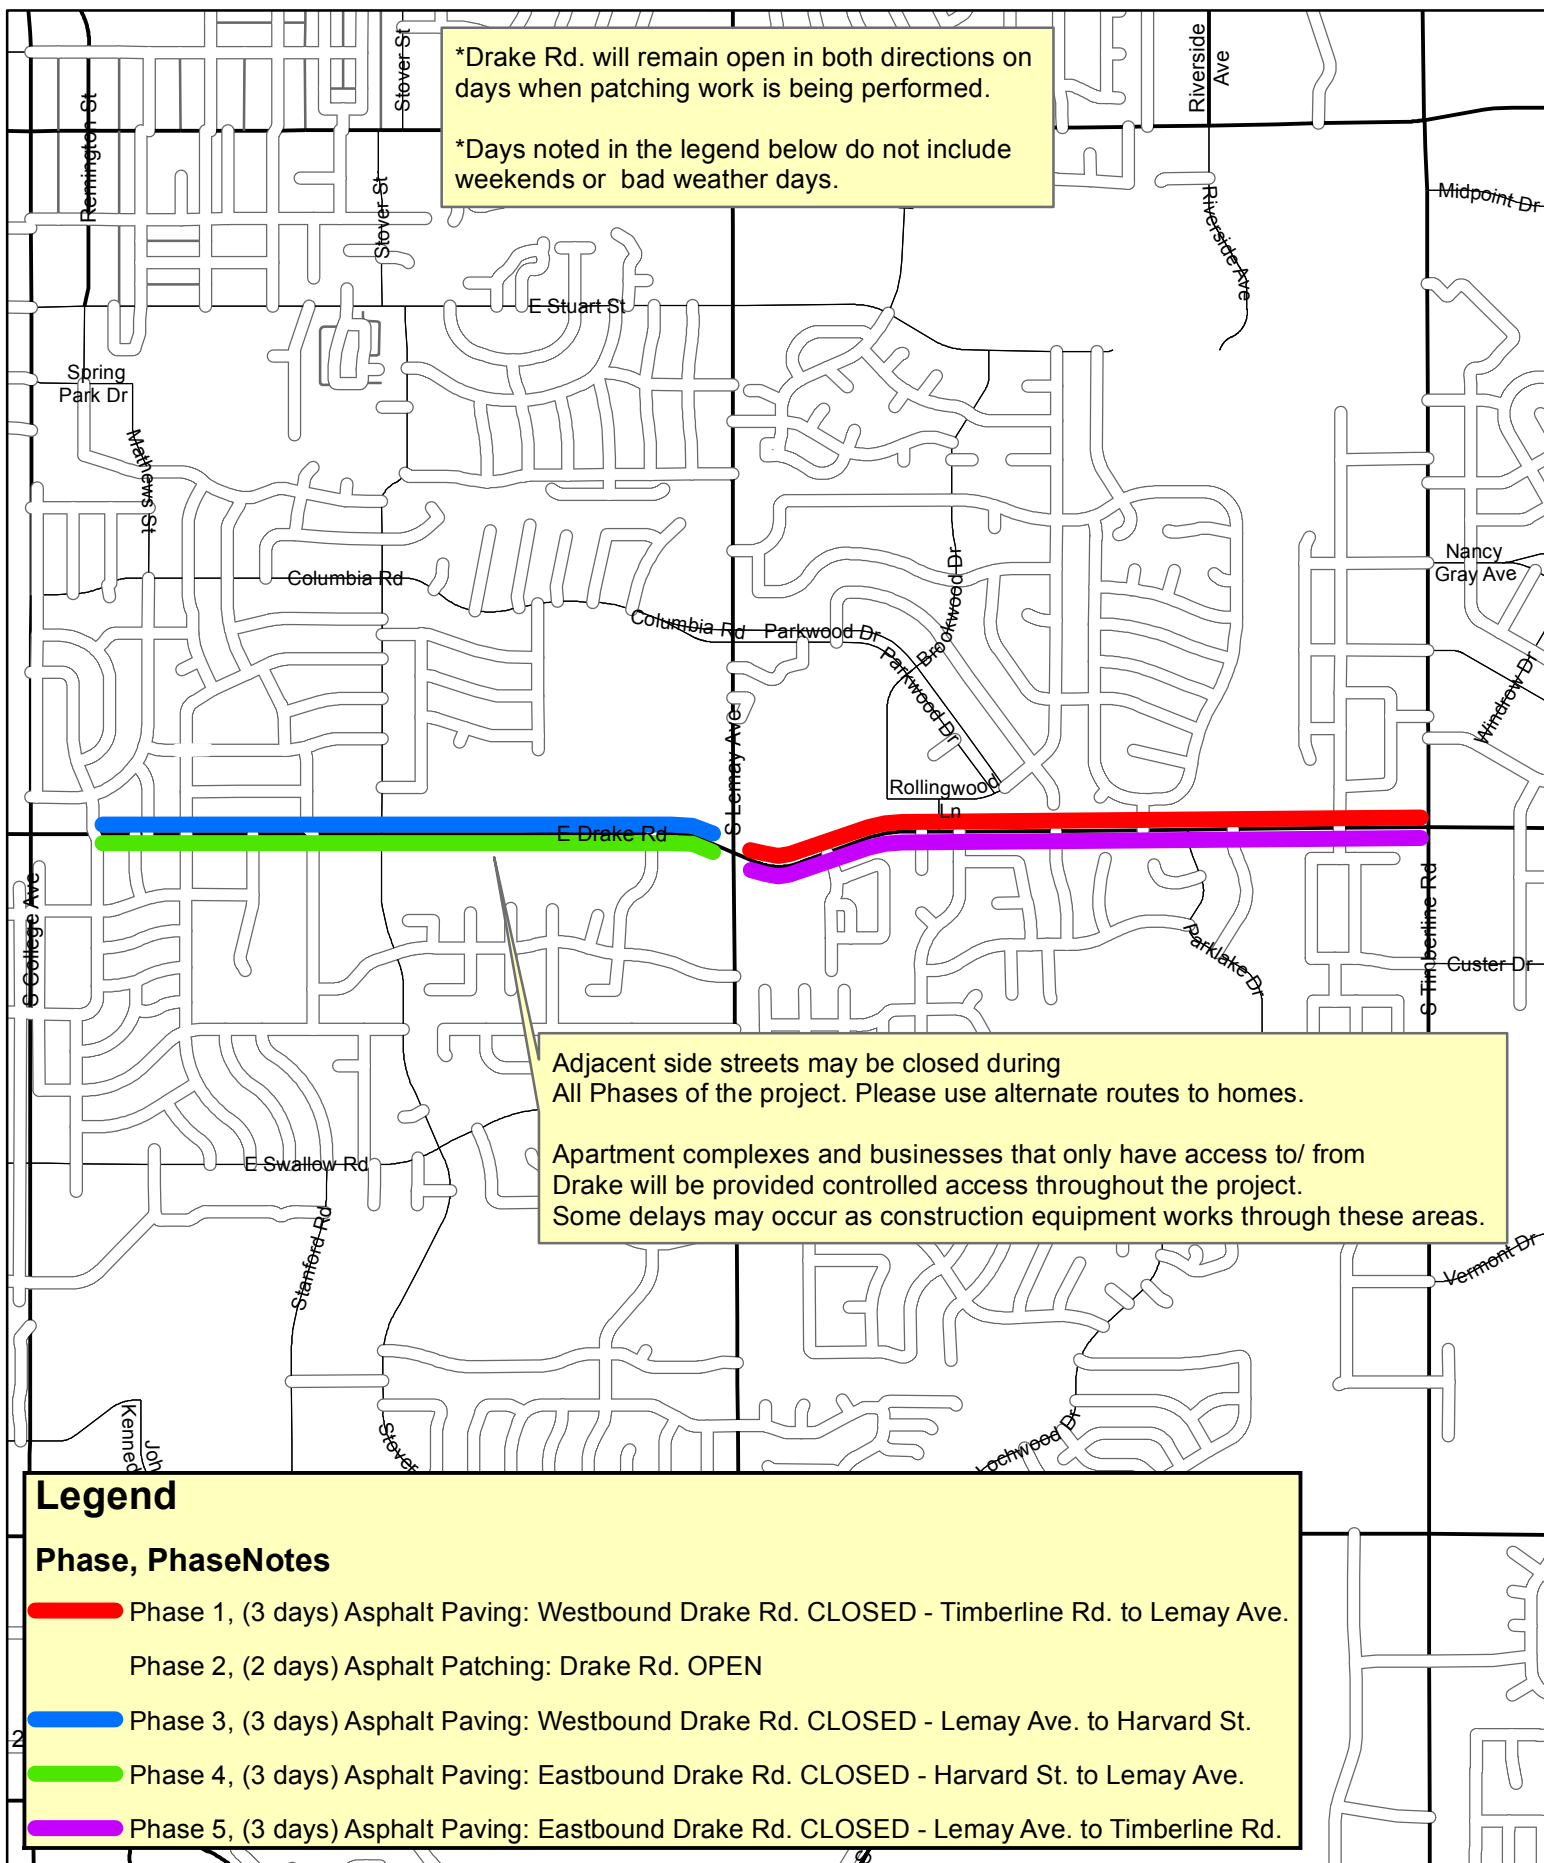 Remington St
Stover St
Riverside
Ave
*Drake Rd. will remain open in both directions on
days when patching work is being performed.
*Days noted in the legend below do not include
weekends or  bad weather days.
Stover St
Riverside Ave
Midpoint Dr
E Stuart St
Spring
Park Dr
Mathews St
Columbia Rd
Columbia Rd
Parkwood Dr
Brookwood Dr
Parkwood Dr
Nancy
Gray Ave
Windrow Dr
S Lemay Ave
Rollingwood
Ln
E Drake Rd
S College Ave
S Timberline Rd
Parklake Dr
Custer Dr
Adjacent side streets may be closed during
All Phases of the project. Please use alternate routes to homes.
Apartment complexes and businesses that only have access to/ from
Drake will be provided controlled access throughout the project.
Some delays may occur as construction equipment works through these areas.
E Swallow Rd
Stanford Rd
Vermont Dr
Kenned
Joh
Stover
Lochwood Dr
Legend
Phase, PhaseNotes
Phase 1, (3 days) Asphalt Paving: Westbound Drake Rd. CLOSED - Timberline Rd. to Lemay Ave.
Phase 2, (2 days) Asphalt Patching: Drake Rd. OPEN
Phase 3, (3 days) Asphalt Paving: Westbound Drake Rd. CLOSED - Lemay Ave. to Harvard St.
2
Phase 4, (3 days) Asphalt Paving: Eastbound Drake Rd. CLOSED - Harvard St. to Lemay Ave.
Phase 5, (3 days) Asphalt Paving: Eastbound Drake Rd. CLOSED - Lemay Ave. to Timberline Rd.